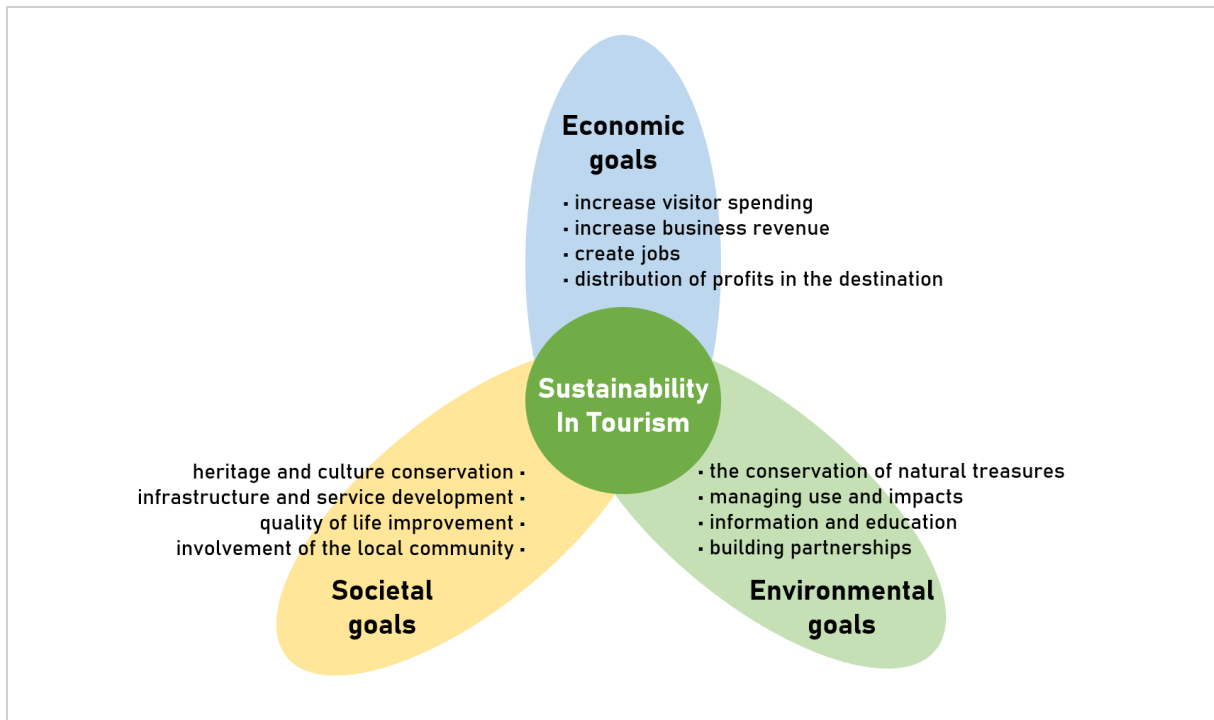 Economic
goals
▪ increase visitor spending
▪ increase business revenue
▪ create jobs
▪ distribution of profits in the destination
Sustainability
In Tourism
heritage and culture conservation ▪
infrastructure and service development ▪
quality of life improvement ▪
involvement of the local community ▪
Societal
goals
▪ the conservation of natural treasures
▪ managing use and impacts
▪ information and education
▪ building partnerships
Environmental
goals